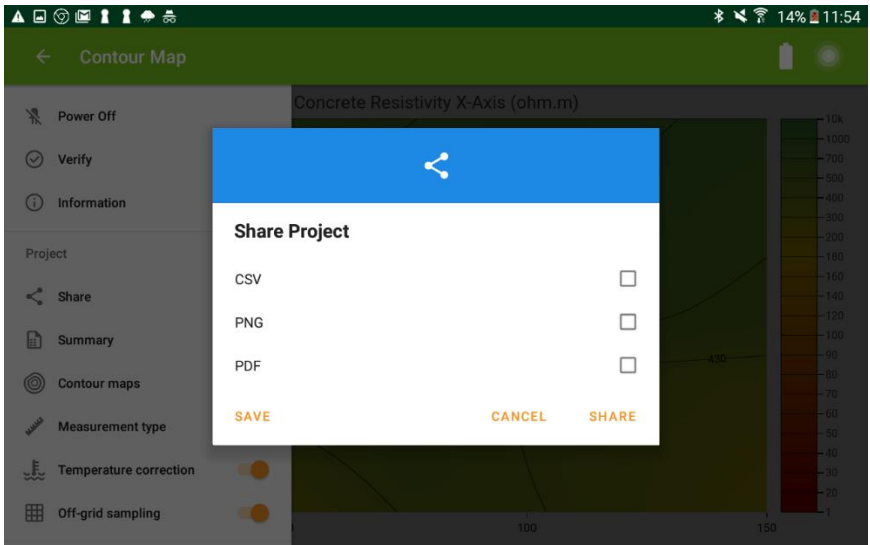 14% 11:54
Contour Map
Power Off
Verify
Information
Project
Share
Summary
Contour maps
Measurement type
Temperature correction
Off-grid sampling
Concrete Resistivity X-Axis (ohm.m)
Share Project
CSV
PNG
PDF
SAVE CANCEL SHARE
430
100 150
10k
1000
700
500
400
300
200
180
160
140
120
100
90
80
70
60
50
40
30
20
1